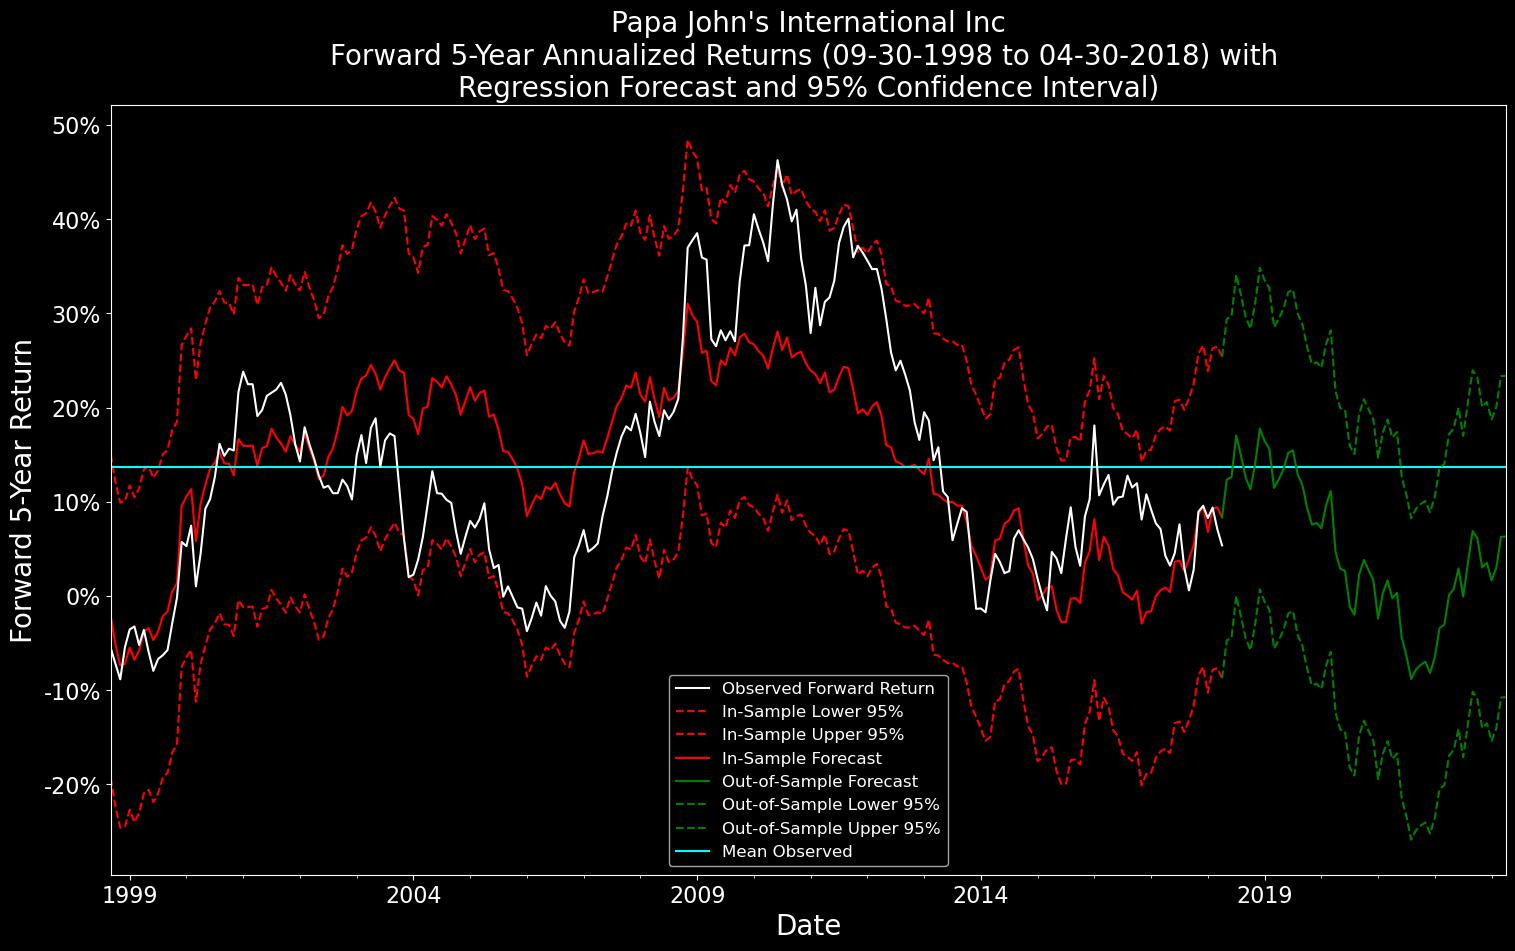 Papa John's International Inc
Forward 5-Year Annualized Returns (09-30-1998 to 04-30-2018) with
Regression Forecast and 95% Confidence Interval)
Forward 5-Year Return
50%
40%
30%
20%
10%
0%
-10%
-20%
Observed Forward Return
In-Sample Lower 95%
In-Sample Upper 95%
In-Sample Forecast
Out-of-Sample Forecast
Out-of-Sample Lower 95%
Out-of-Sample Upper 95%
Mean Observed
1999 2004 2009 2014 2019
Date